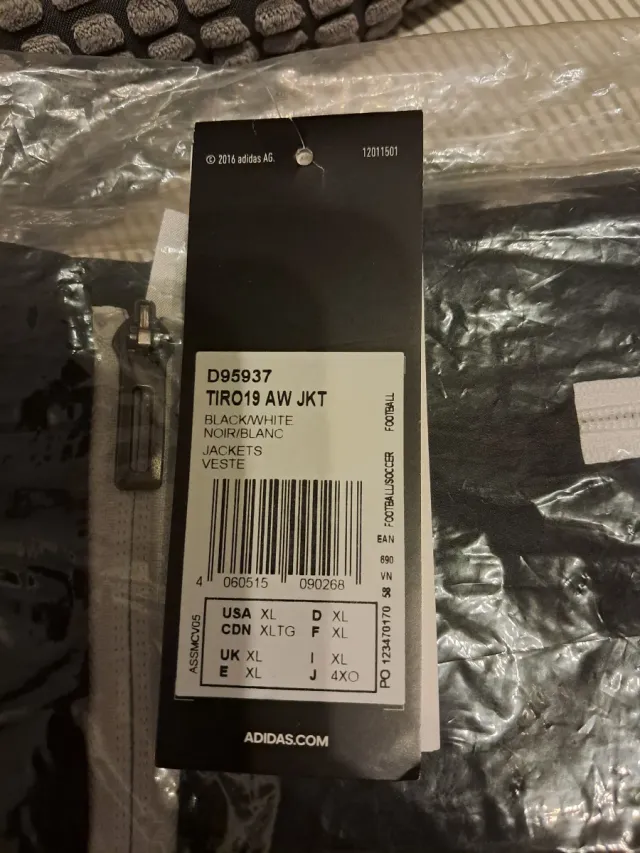 © 2016 adidas AG.
12011501
D95937
TIRO19 AW JKT
BLACK/WHITE
NOIR/BLANC
JACKETS
VESTE
FOOTBALL/SOCCER FOOTBALL
EAN
690
VN
58
4 060515 090268
ASSMCV05
USA XL D XL
CDN XLTG F XL
UK XL I XL
E XL J 4XO
PO 123470170
ADIDAS.COM